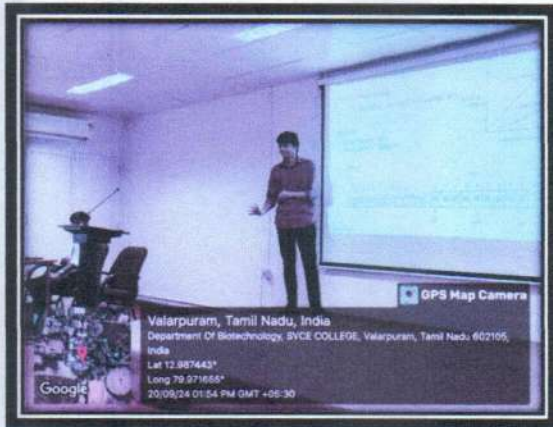 GPS Map Camera
Valarpuram, Tamil Nadu, India
Department Of Biotechnology, SVCE COLLEGE, Valarpuram, Tamil Nadu 602105,
India
Lat 12.987443°
Long 79.971655°
20/09/24 01:54 PM GMT +05:30
Google